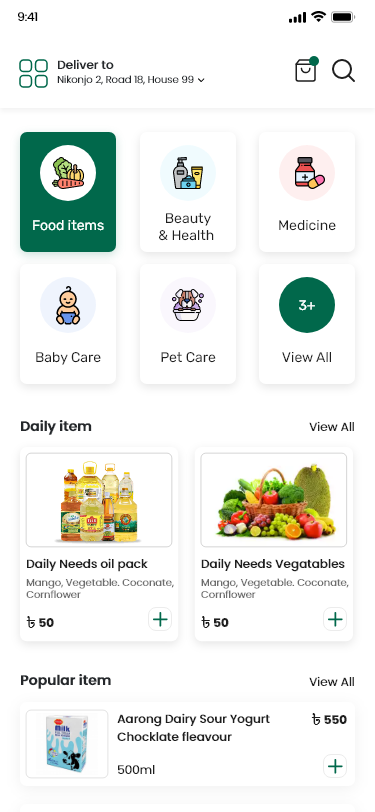 9:41
Deliver to
Nikonjo 2, Road 18, House 99
Food items
Beauty
& Health
Medicine
Baby Care
Pet Care
3+
View All
Daily item
View All
Daily Needs oil pack
Mango, Vegetable. Coconate,
Cornflower
৳ 50
Daily Needs Vegatables
Mango, Vegetable. Coconate,
Cornflower
৳ 50
Popular item
View All
Aarong Dairy Sour Yogurt
Chocklate fleavour
500ml
৳ 550
Milk